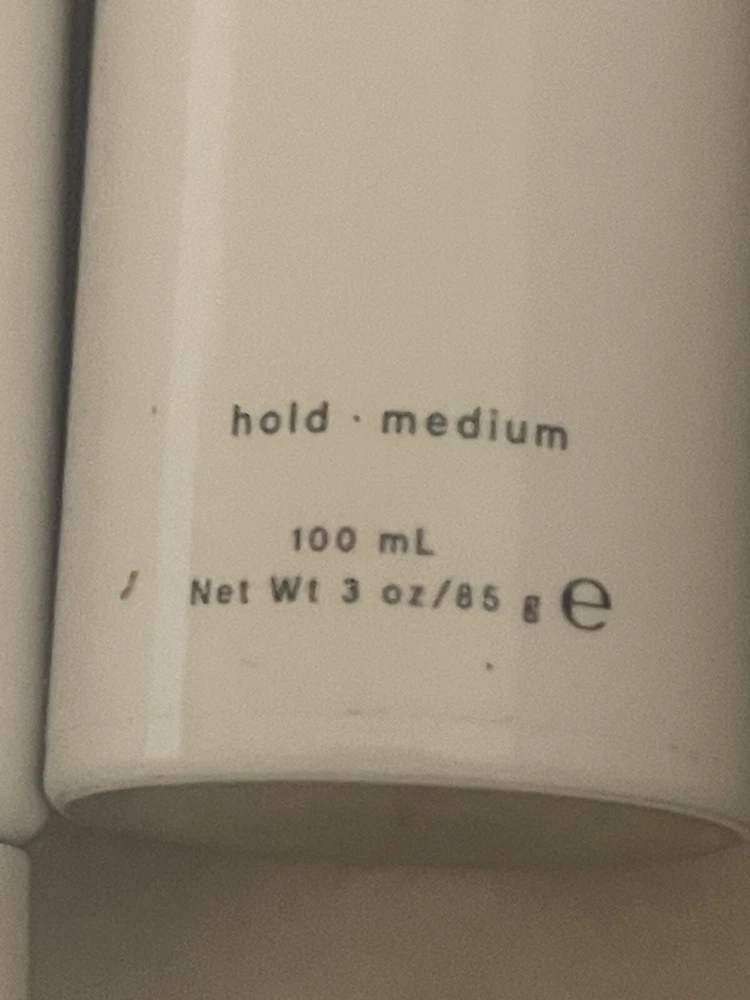 hold · medium
100 mL
Net Wt 3 oz/85 g ℮